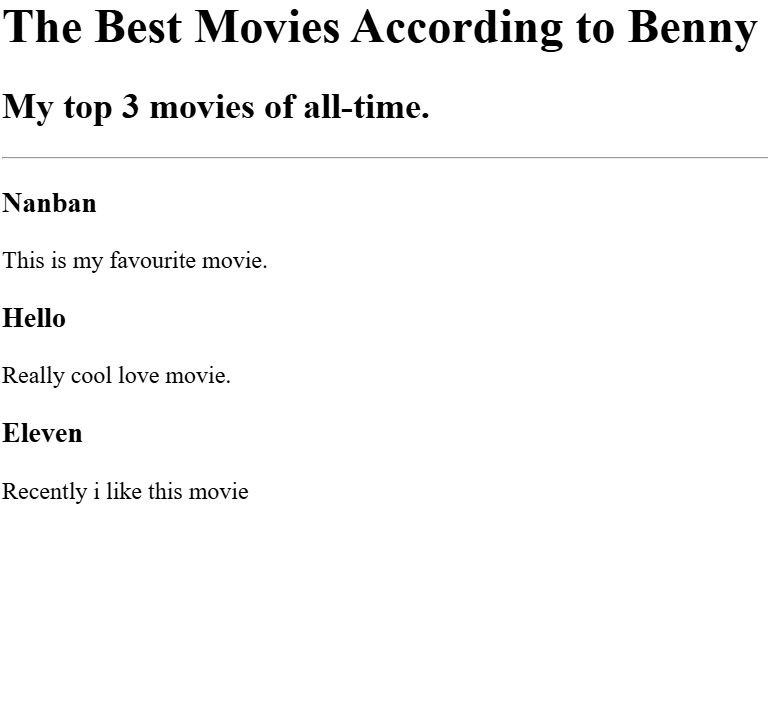 The Best Movies According to Benny
My top 3 movies of all-time.
Nanban
This is my favourite movie.
Hello
Really cool love movie.
Eleven
Recently i like this movie